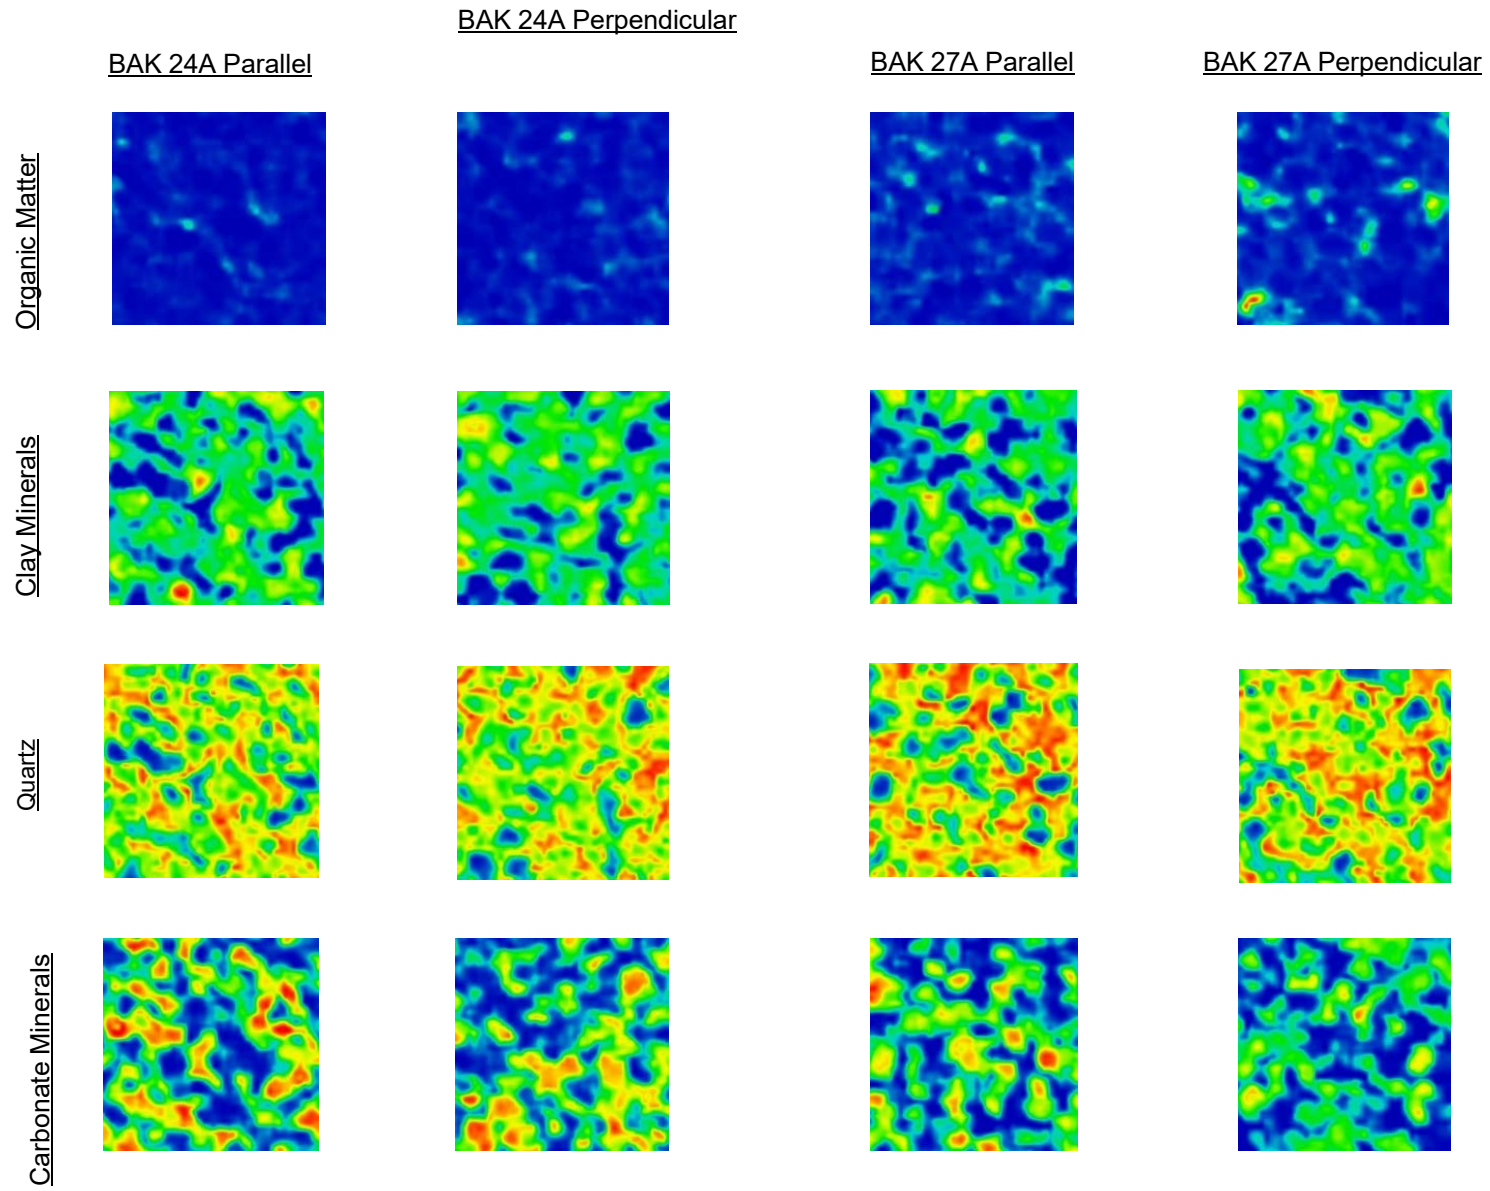 BAK 24A Perpendicular
BAK 24A Parallel
BAK 27A Parallel
BAK 27A Perpendicular
Organic Matter
Clay Minerals
Quartz
Carbonate Minerals